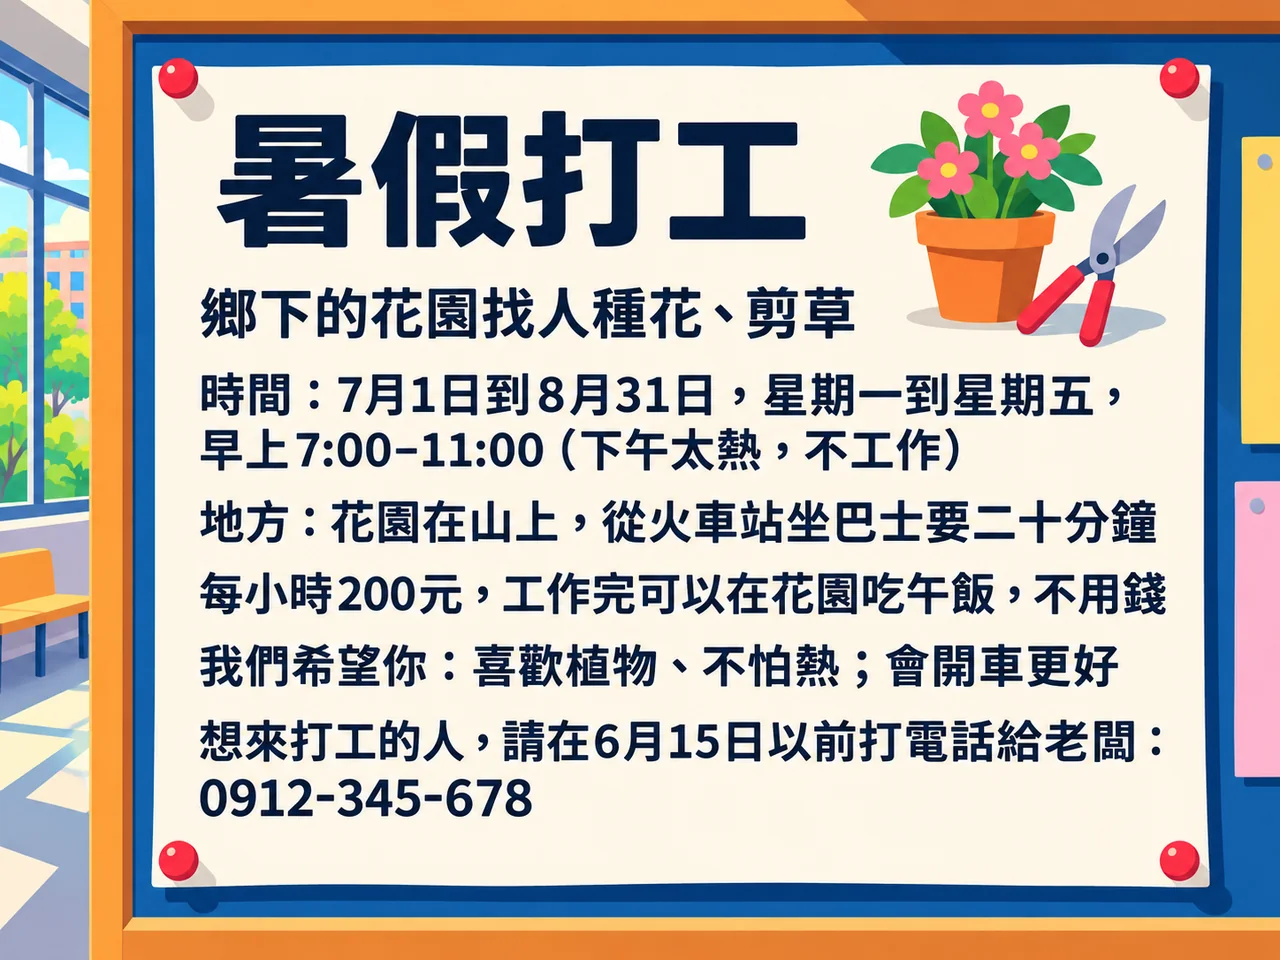 暑假打工
鄉下的花園找人種花、剪草
時間：7月1日到8月31日，星期一到星期五，
早上7:00–11:00（下午太熱，不工作）
地方：花園在山上，從火車站坐巴士要二十分鐘
每小時200元，工作完可以在花園吃午飯，不用錢
我們希望你：喜歡植物、不怕熱；會開車更好
想來打工的人，請在6月15日以前打電話給老闆：
0912-345-678